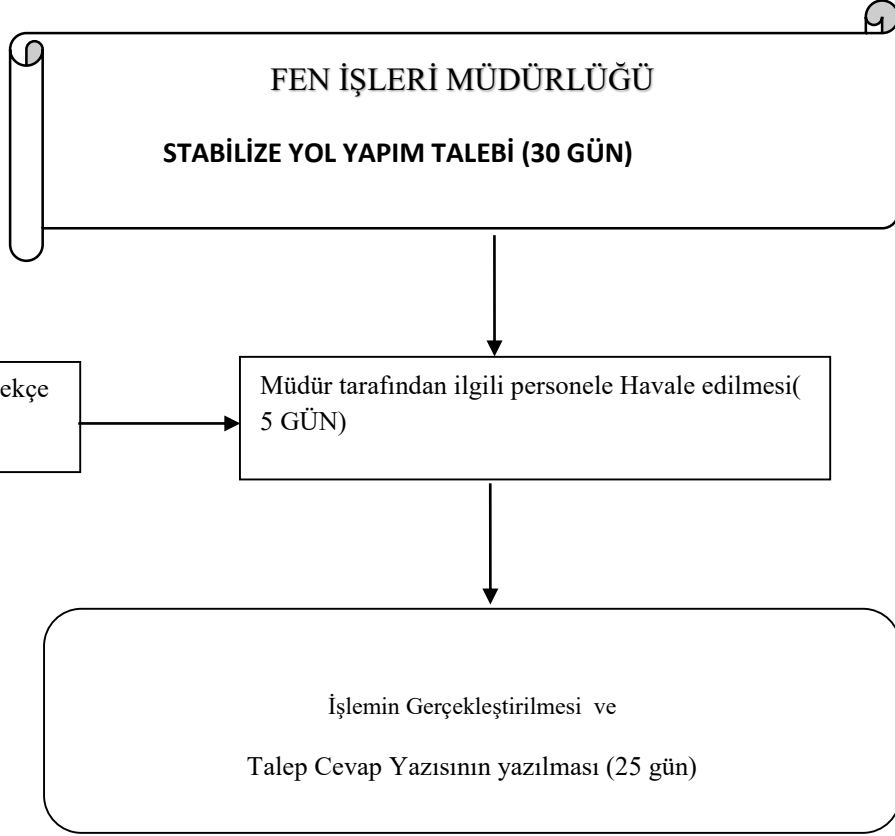 FEN İŞLERİ MÜDÜRLÜĞÜ
STABİLİZE YOL YAPIM TALEBİ (30 GÜN)
ekçe
Müdür tarafından ilgili personele Havale edilmesi(
5 GÜN)
İşlemin Gerçekleştirilmesi ve
Talep Cevap Yazısının yazılması (25 gün)